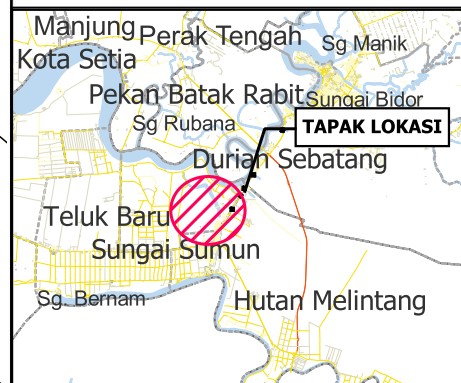 Manjung
Perak Tengah
Sg Manik
Kota Setia
Pekan Batak Rabit
Sungai Bidor
Sg Rubana
TAPAK LOKASI
Durian Sebatang
Teluk Baru
Sungai Sumun
Sg. Bernam
Hutan Melintang